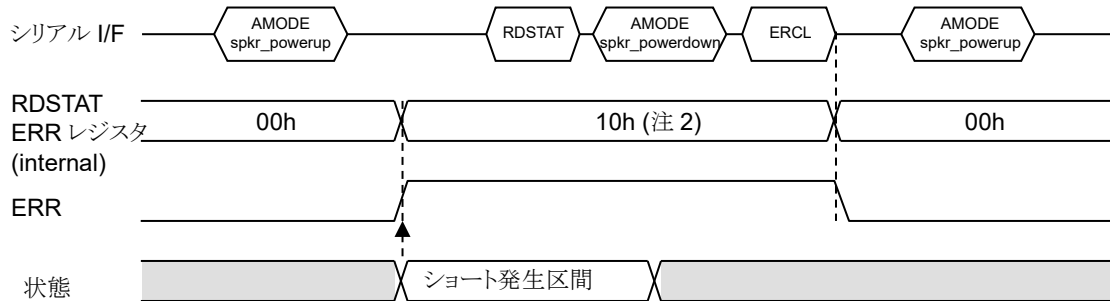 シリアル I/F
AMODE
spkr_powerup
RDSTAT
AMODE
spkr_powerdown
ERCL
AMODE
spkr_powerup
RDSTAT
ERR レジスタ
(internal)
00h
10h (注 2)
00h
ERR
状態
ショート発生区間